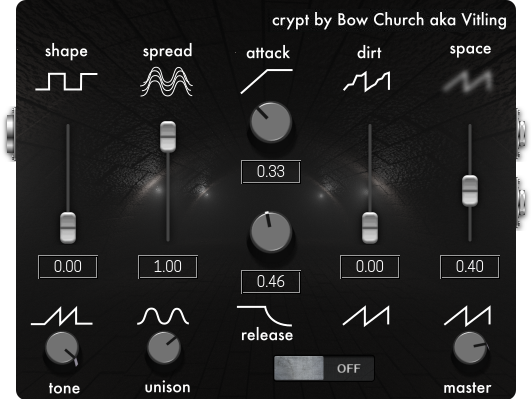 crypt by Bow Church aka Vitling
shape spread attack dirt space
0.33
0.00 1.00 0.46 0.00 0.40
release
OFF
tone unison master